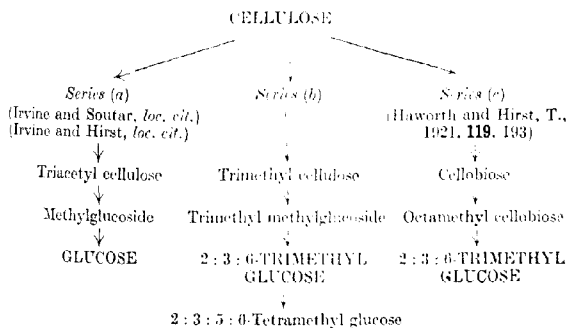 CELLULOSE
Series (a)
(Irvine and Soutar, loc. cit.)
(Irvine and Hirst, loc. cit.)
Triacetyl cellulose
Methylglucoside
GLUCOSE
Series (b)
Trimethyl cellulose
Trimethyl methylglucoside
2 : 3 : 6-TRIMETHYL
GLUCOSE
2 : 3 : 5 : 6-Tetramethyl glucose
Series (c)
(Haworth and Hirst, T.,
1921, 119, 193)
Cellobiose
Octamethyl cellobiose
2 : 3 : 6-TRIMETHYL
GLUCOSE